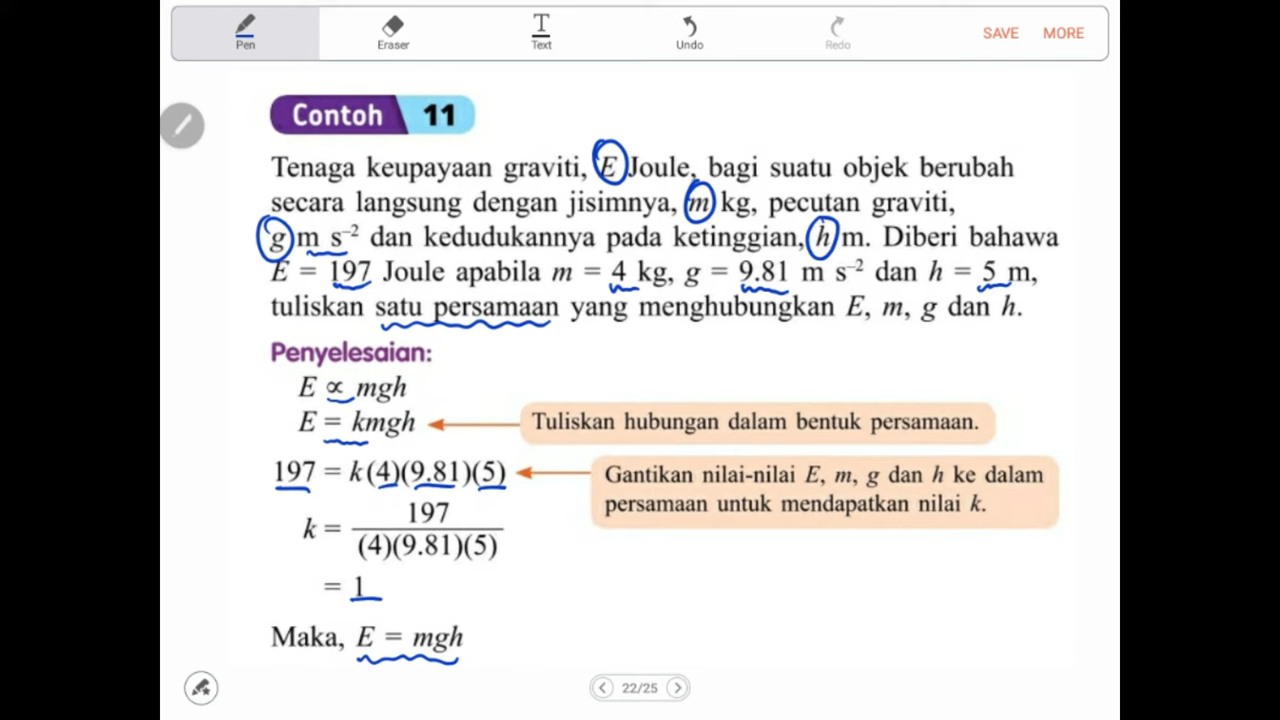 Pen Eraser Text Undo Redo SAVE MORE
Contoh 11
Tenaga keupayaan graviti, E Joule, bagi suatu objek berubah
secara langsung dengan jisimnya, m kg, pecutan graviti,
g m s⁻² dan kedudukannya pada ketinggian, h m. Diberi bahawa
E = 197 Joule apabila m = 4 kg, g = 9.81 m s⁻² dan h = 5 m,
tuliskan satu persamaan yang menghubungkan E, m, g dan h.
Penyelesaian:
E ∝ mgh
E = kmgh
Tuliskan hubungan dalam bentuk persamaan.
197 = k(4)(9.81)(5)
Gantikan nilai-nilai E, m, g dan h ke dalam
persamaan untuk mendapatkan nilai k.
k = 197
(4)(9.81)(5)
= 1
Maka, E = mgh
22/25